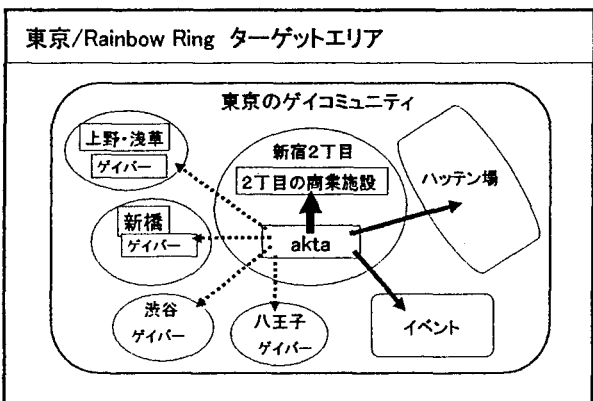 東京/Rainbow Ring ターゲットエリア
東京のゲイコミュニティ
上野・浅草
ゲイバー
新宿2丁目
2丁目の商業施設
ハッテン場
新橋
ゲイバー
akta
渋谷
ゲイバー
八王子
ゲイバー
イベント